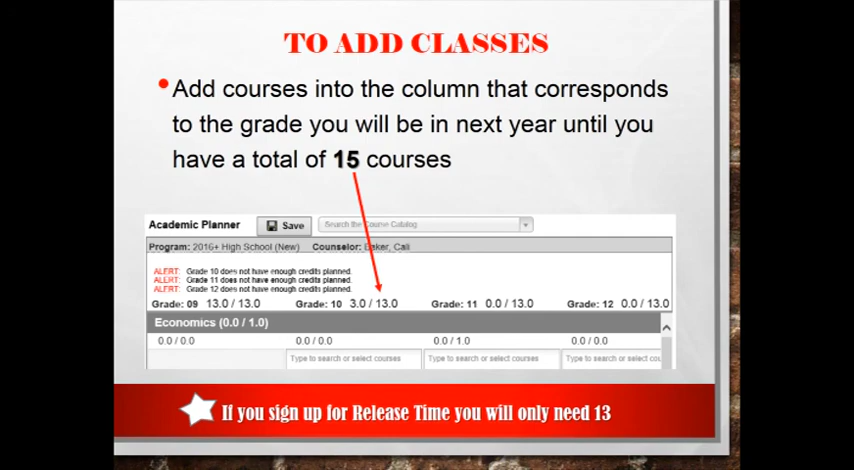 TO ADD CLASSES
Add courses into the column that corresponds
to the grade you will be in next year until you
have a total of 15 courses
Academic Planner Save Search the Course Catalog
Program: 2016+ High School (New) Counselor: Baker, Cali
ALERT: Grade 10 does not have enough credits planned.
ALERT: Grade 11 does not have enough credits planned.
ALERT: Grade 12 does not have enough credits planned.
Grade: 09 13.0 / 13.0 Grade: 10 3.0 / 13.0 Grade: 11 0.0 / 13.0 Grade: 12 0.0 / 13.0
Economics (0.0 / 1.0)
0.0 / 0.0 0.0 / 0.0 0.0 / 1.0 0.0 / 0.0
Type to search or select courses Type to search or select courses Type to search or select cou
If you sign up for Release Time you will only need 13